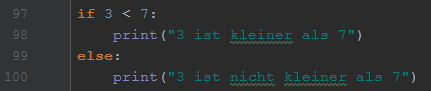 97 if 3 < 7:
98     print("3 ist kleiner als 7")
99 else:
100     print("3 ist nicht kleiner als 7")